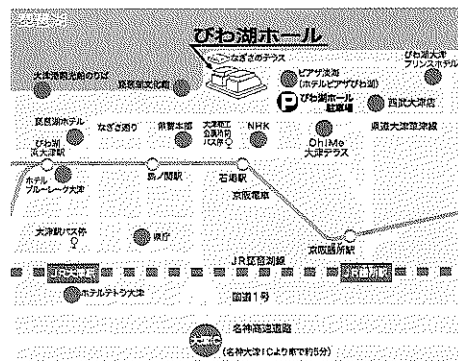 びわ湖ホール
なぎさのテラス
大津港観光船のりば
琵琶湖文化館
ピアザ淡海
(ホテルピアザびわ湖)
びわ湖大津
プリンスホテル
P びわ湖ホール
駐車場
西武大津店
琵琶湖ホテル
なぎさ通り
県警本部
大津商工
会議所前
バス停
NHK
Oh!Me
大津テラス
県道大津草津線
びわ湖
浜大津駅
島ノ関駅
石場駅
京阪電車
ホテル
ブルーレーク大津
大津駅バス停
県庁
京阪膳所駅
JR琵琶湖線
JR大津駅
JR膳所駅
ホテルテトラ大津
国道1号
大津IC
名神高速道路
(名神大津ICより車で約5分)